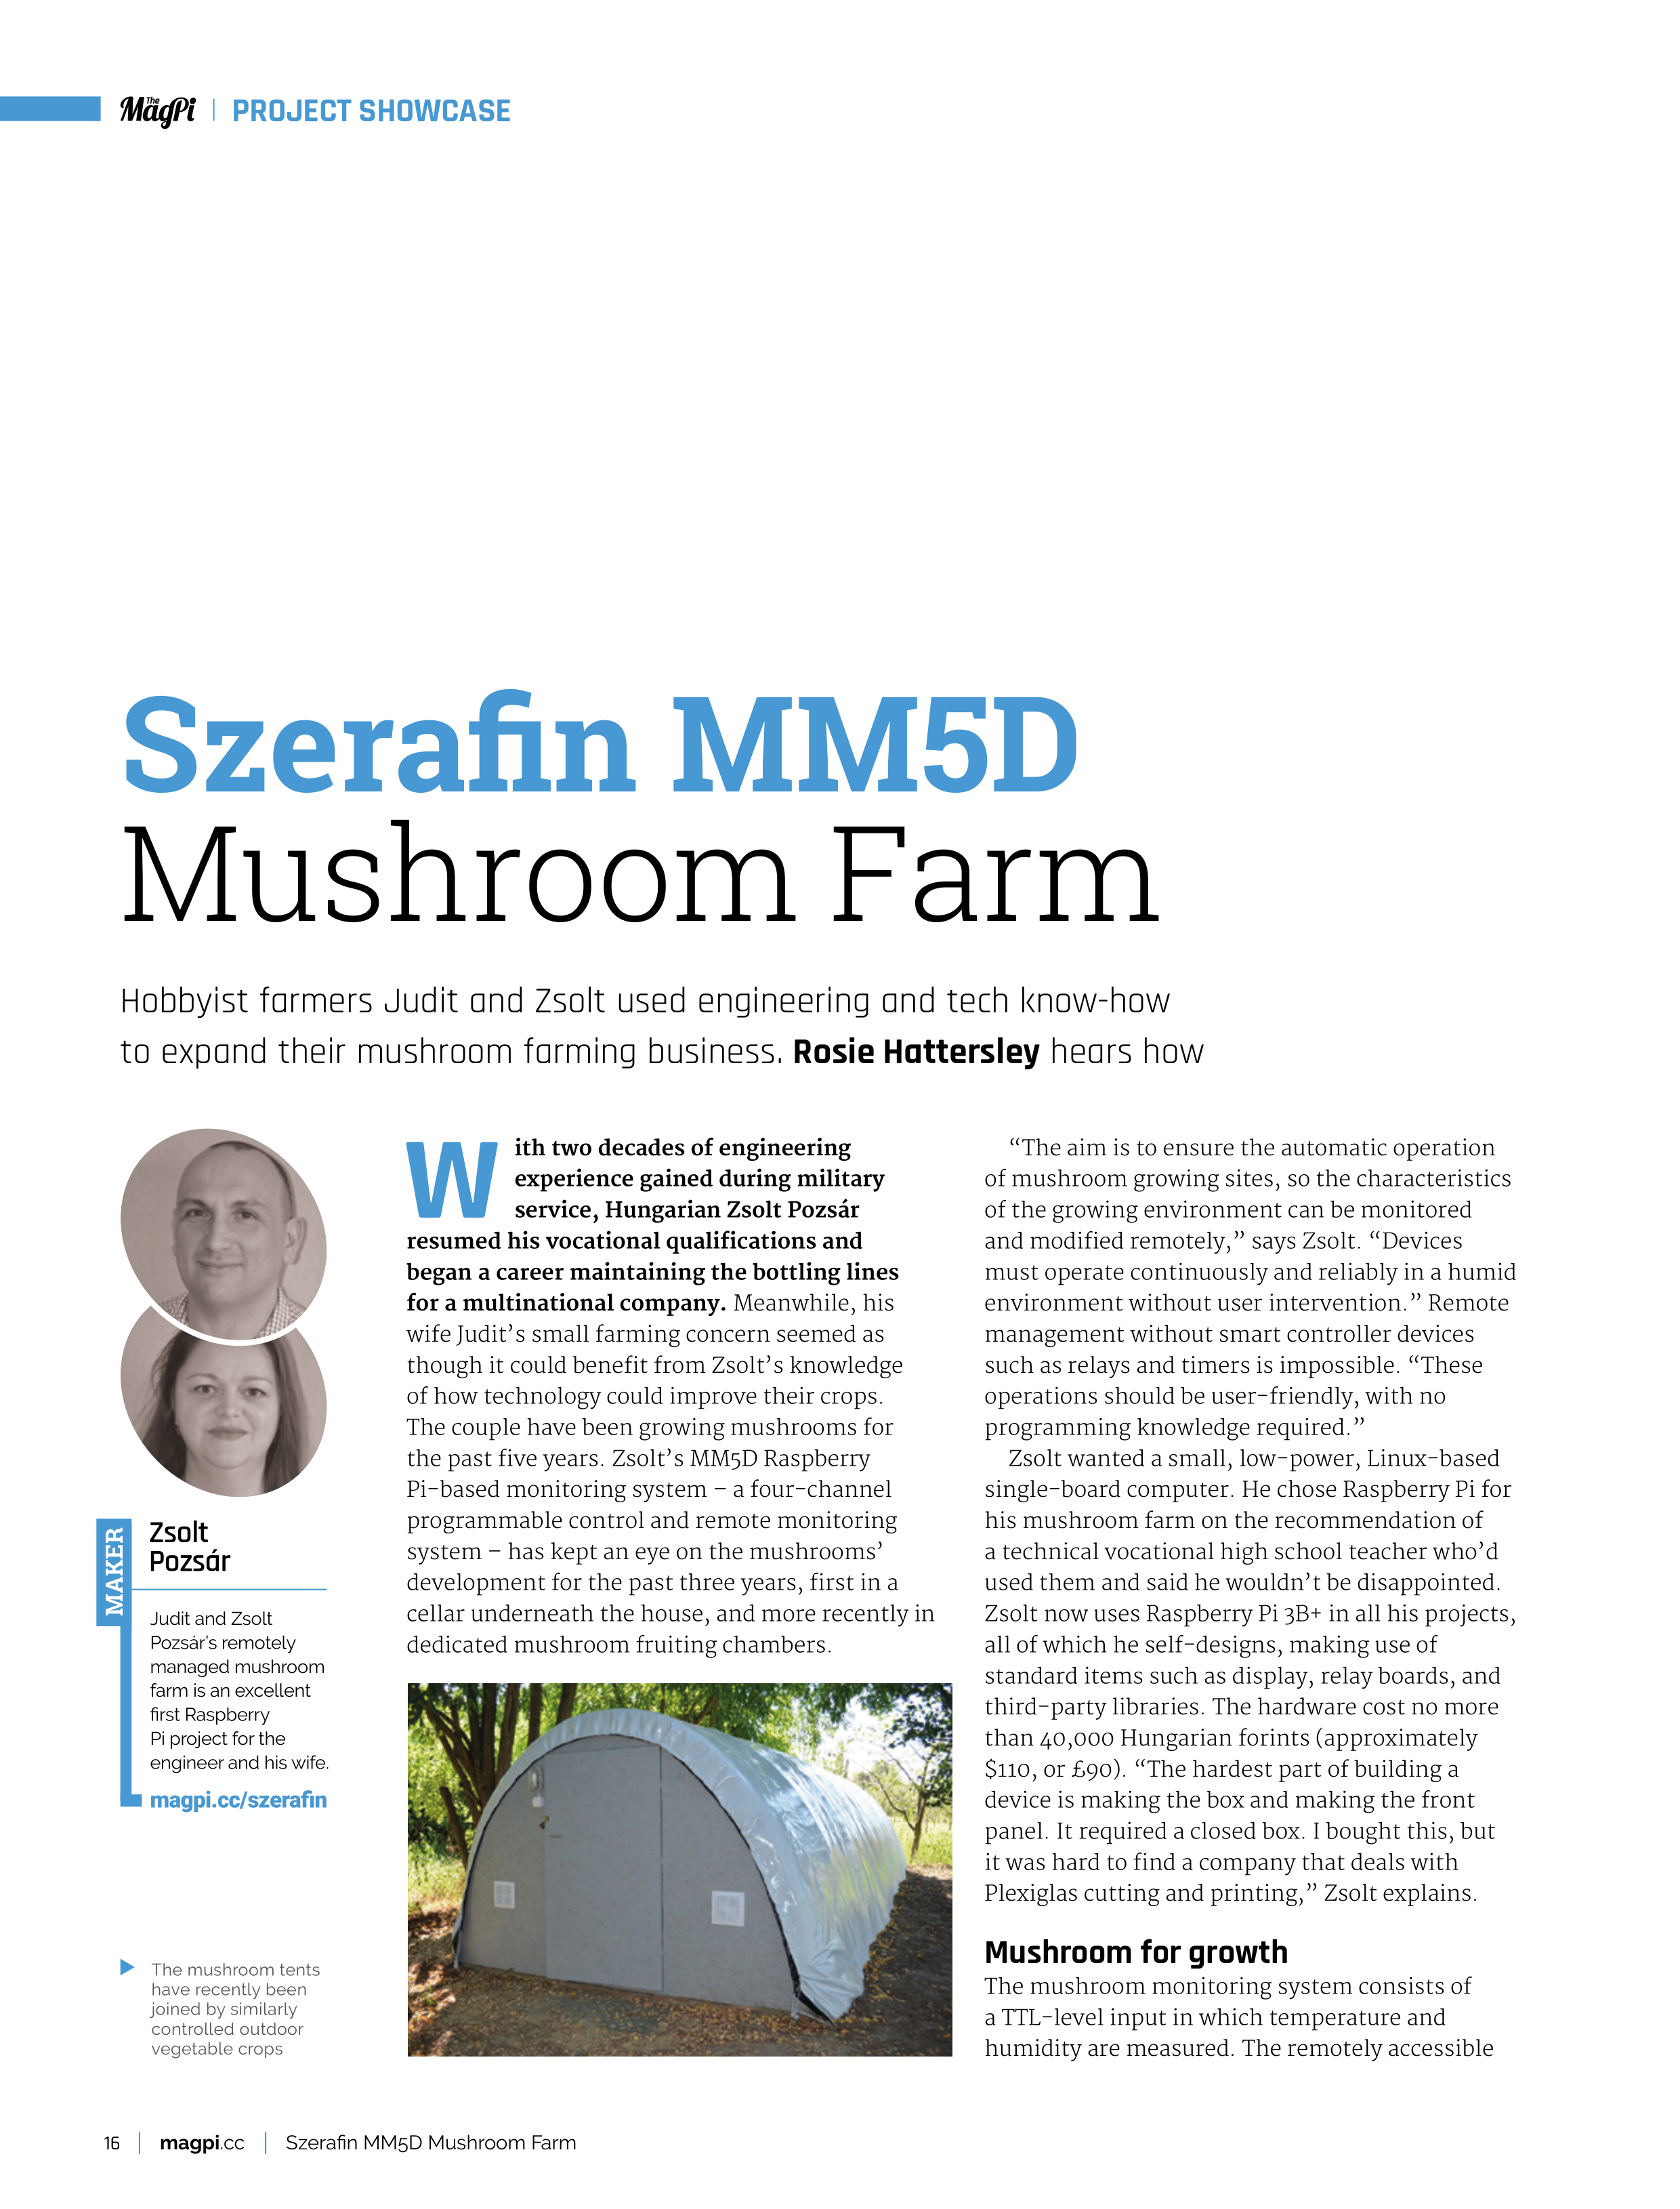 The MagPi
PROJECT SHOWCASE
Szerafin MM5D
Mushroom Farm
Hobbyist farmers Judit and Zsolt used engineering and tech know-how
to expand their mushroom farming business. Rosie Hattersley hears how
MAKER
Zsolt
Pozsár
Judit and Zsolt
Pozsár’s remotely
managed mushroom
farm is an excellent
first Raspberry
Pi project for the
engineer and his wife.
magpi.cc/szerafin
With two decades of engineering
experience gained during military
service, Hungarian Zsolt Pozsár
resumed his vocational qualifications and
began a career maintaining the bottling lines
for a multinational company. Meanwhile, his
wife Judit’s small farming concern seemed as
though it could benefit from Zsolt’s knowledge
of how technology could improve their crops.
The couple have been growing mushrooms for
the past five years. Zsolt’s MM5D Raspberry
Pi-based monitoring system – a four-channel
programmable control and remote monitoring
system – has kept an eye on the mushrooms’
development for the past three years, first in a
cellar underneath the house, and more recently in
dedicated mushroom fruiting chambers.
“The aim is to ensure the automatic operation
of mushroom growing sites, so the characteristics
of the growing environment can be monitored
and modified remotely,” says Zsolt. “Devices
must operate continuously and reliably in a humid
environment without user intervention.” Remote
management without smart controller devices
such as relays and timers is impossible. “These
operations should be user-friendly, with no
programming knowledge required.”
Zsolt wanted a small, low-power, Linux-based
single-board computer. He chose Raspberry Pi for
his mushroom farm on the recommendation of
a technical vocational high school teacher who’d
used them and said he wouldn’t be disappointed.
Zsolt now uses Raspberry Pi 3B+ in all his projects,
all of which he self-designs, making use of
standard items such as display, relay boards, and
third-party libraries. The hardware cost no more
than 40,000 Hungarian forints (approximately
$110, or £90). “The hardest part of building a
device is making the box and making the front
panel. It required a closed box. I bought this, but
it was hard to find a company that deals with
Plexiglas cutting and printing,” Zsolt explains.
Mushroom for growth
The mushroom monitoring system consists of
a TTL-level input in which temperature and
humidity are measured. The remotely accessible
The mushroom tents
have recently been
joined by similarly
controlled outdoor
vegetable crops
16
magpi.cc
Szerafin MM5D Mushroom Farm